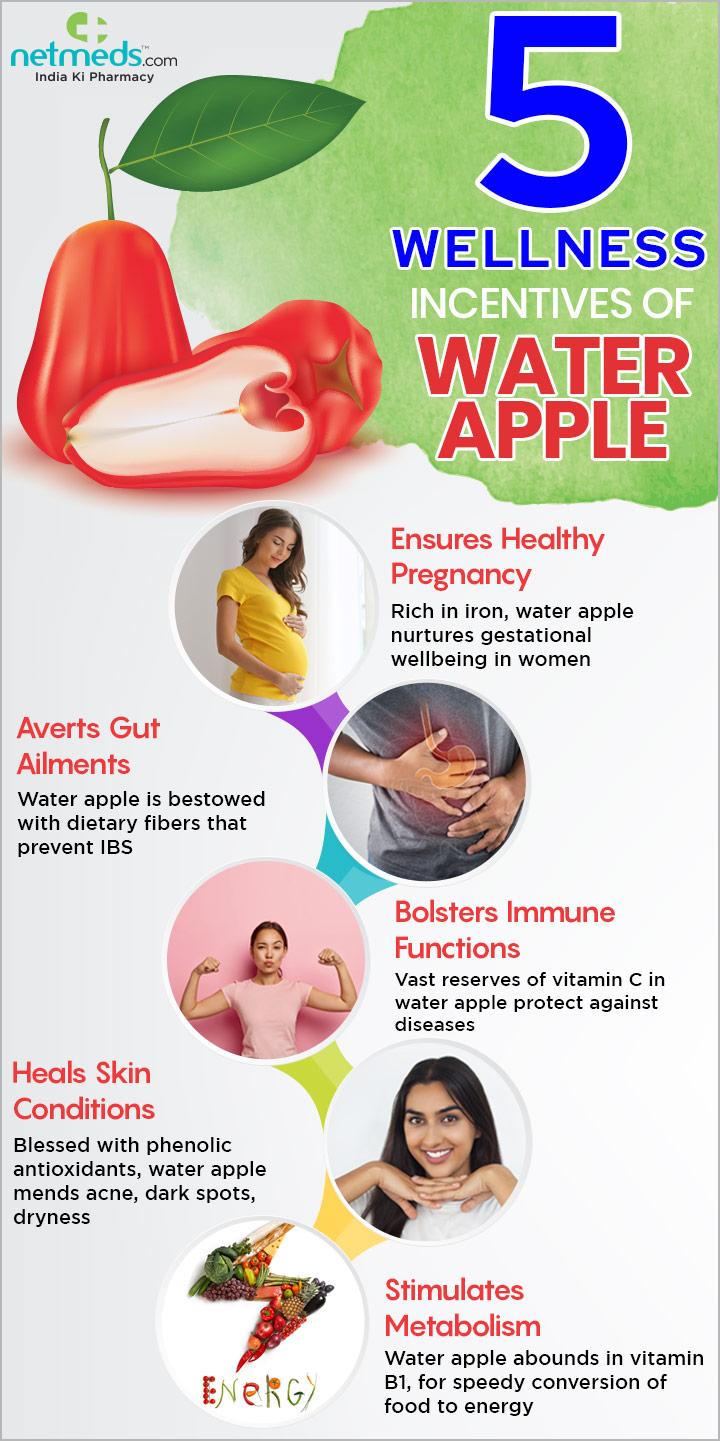 netmeds.com™
India Ki Pharmacy
5
WELLNESS
INCENTIVES OF
WATER
APPLE
Ensures Healthy
Pregnancy
Rich in iron, water apple
nurtures gestational
wellbeing in women
Averts Gut
Ailments
Water apple is bestowed
with dietary fibers that
prevent IBS
Bolsters Immune
Functions
Vast reserves of vitamin C in
water apple protect against
diseases
Heals Skin
Conditions
Blessed with phenolic
antioxidants, water apple
mends acne, dark spots,
dryness
ENERGY
Stimulates
Metabolism
Water apple abounds in vitamin
B1, for speedy conversion of
food to energy